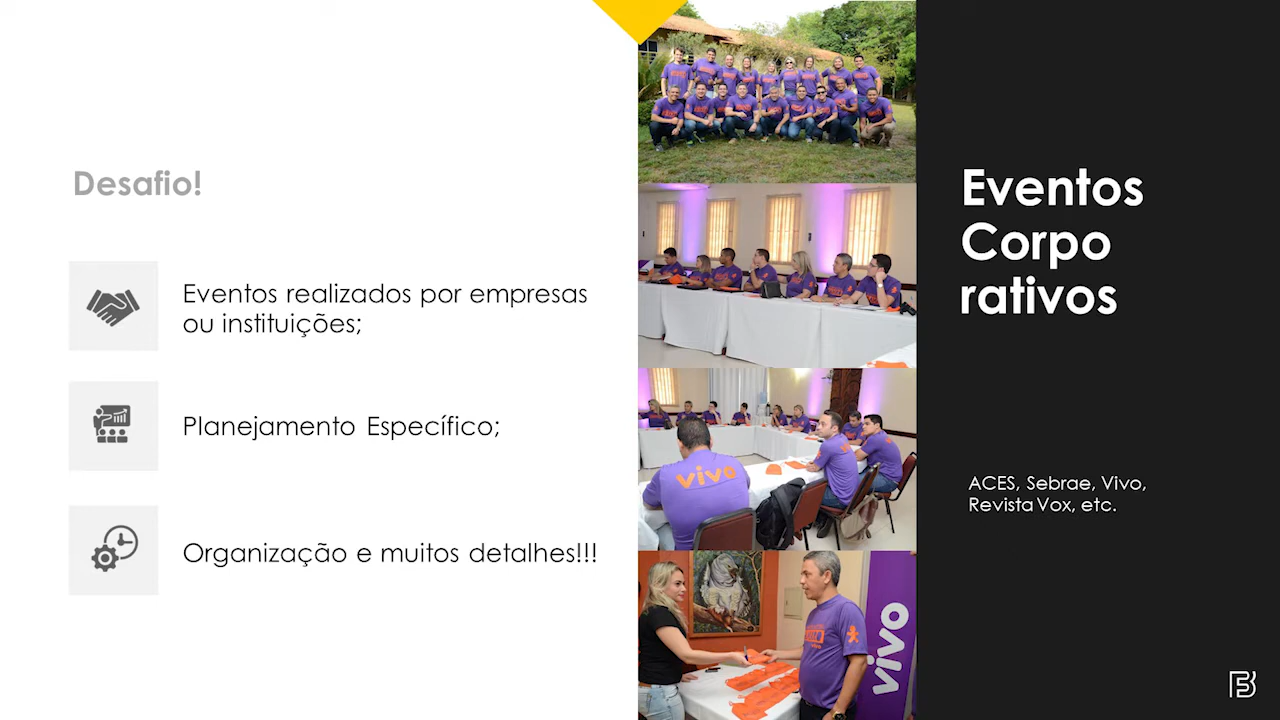 Desafio!
Eventos realizados por empresas
ou instituições;
Planejamento Específico;
Organização e muitos detalhes!!!
vivo
vivo
Eventos
Corpo
rativos
ACES, Sebrae, Vivo,
Revista Vox, etc.